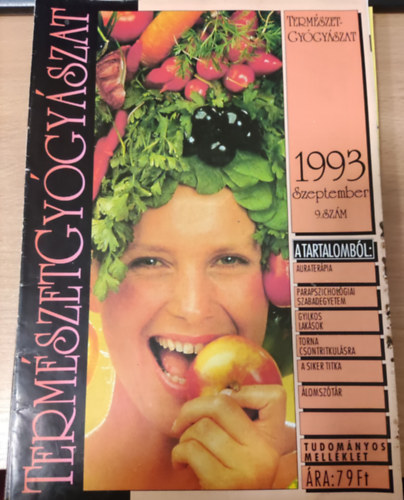 TERMÉSZETGYÓGYÁSZAT
TERMÉSZET-
GYÓGYÁSZAT
1993
Szeptember
9. SZÁM
A TARTALOMBÓL:
AURATERÁPIA
PARAPSZICHOLÓGIAI
SZABADEGYETEM
GYILKOS
LAKÁSOK
TORNA
CSONTRITKULÁSRA
A SIKER TITKA
ÁLOMSZÓTÁR
TUDOMÁNYOS
MELLÉKLET
ÁRA: 79 Ft